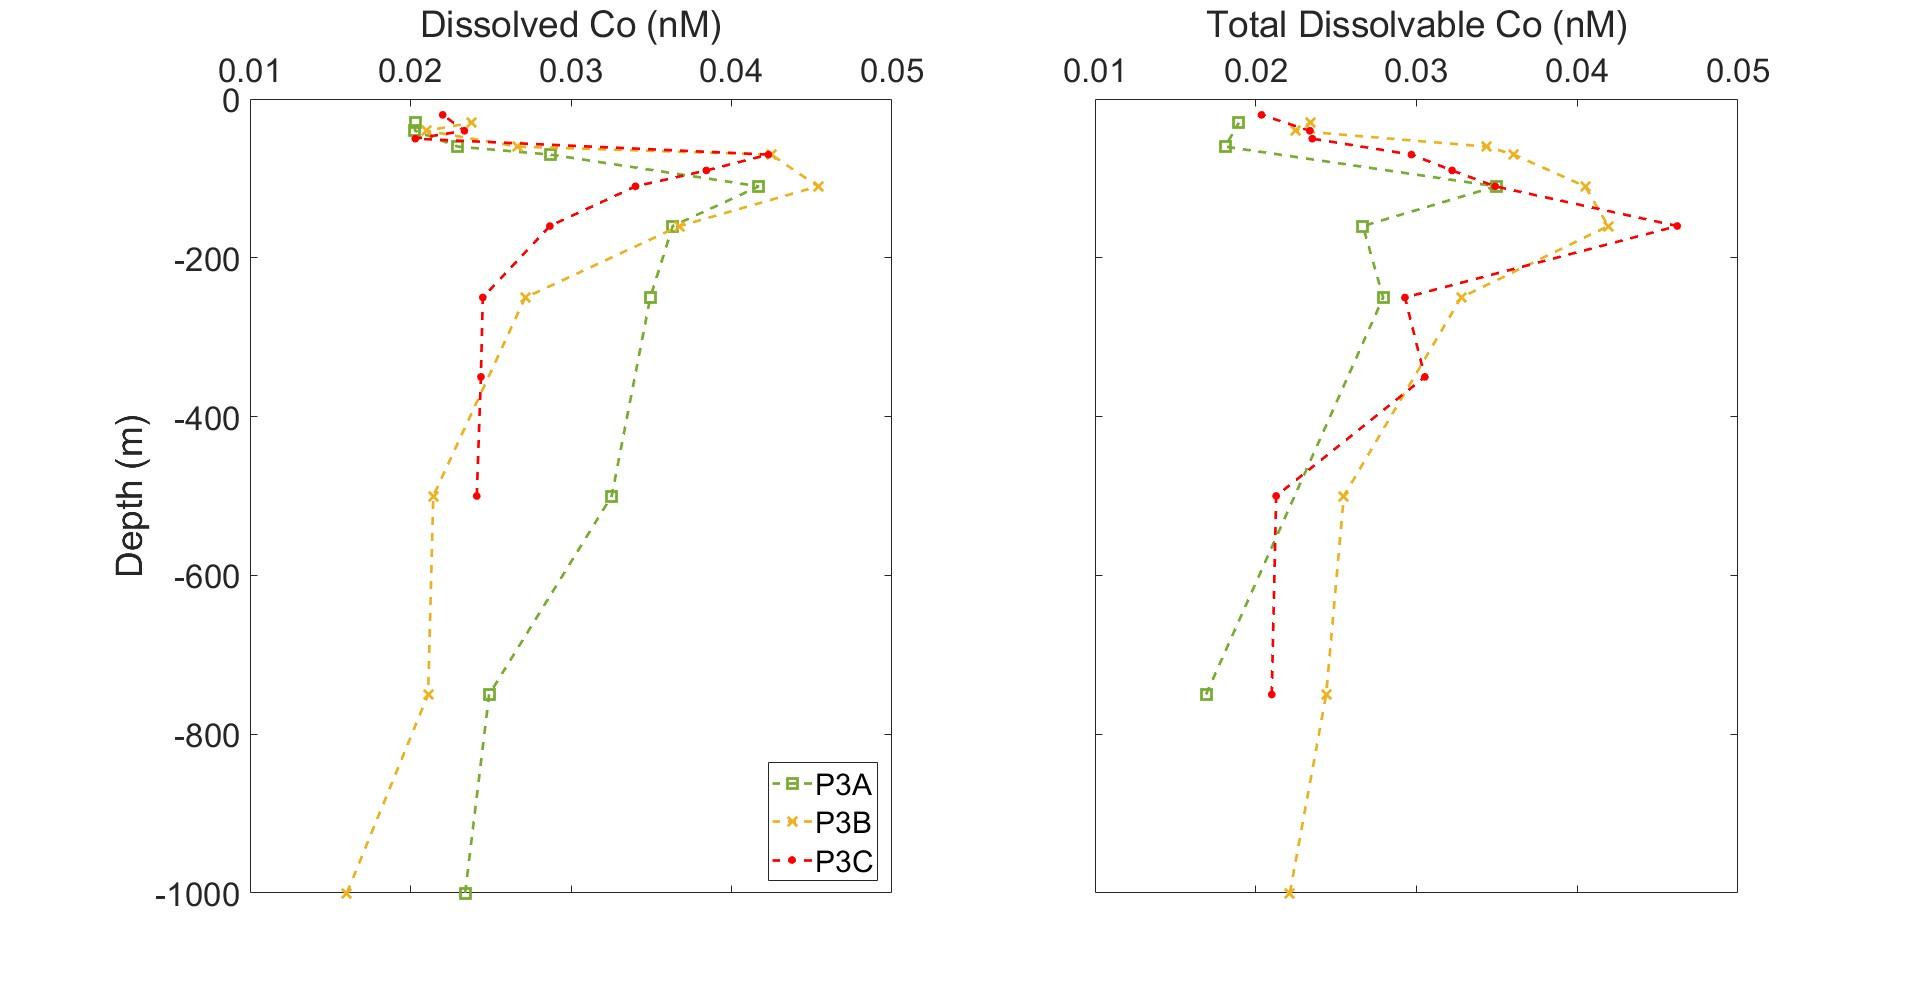 Dissolved Co (nM)
0.01 0.02 0.03 0.04 0.05
0
-200
-400
-600
-800
-1000
Depth (m)
P3A
P3B
P3C
Total Dissolvable Co (nM)
0.01 0.02 0.03 0.04 0.05